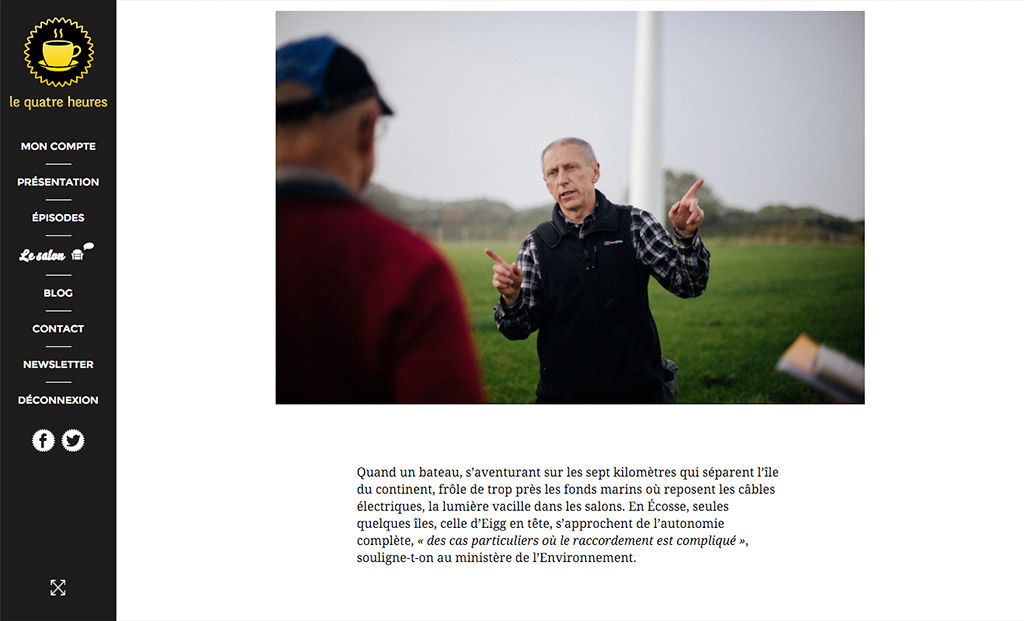 le quatre heures
MON COMPTE
PRÉSENTATION
ÉPISODES
Le salon
BLOG
CONTACT
NEWSLETTER
DÉCONNEXION
Quand un bateau, s’aventurant sur les sept kilomètres qui séparent l’île
du continent, frôle de trop près les fonds marins où reposent les câbles
électriques, la lumière vacille dans les salons. En Écosse, seules
quelques îles, celle d’Eigg en tête, s’approchent de l’autonomie
complète, « des cas particuliers où le raccordement est compliqué »,
souligne-t-on au ministère de l’Environnement.